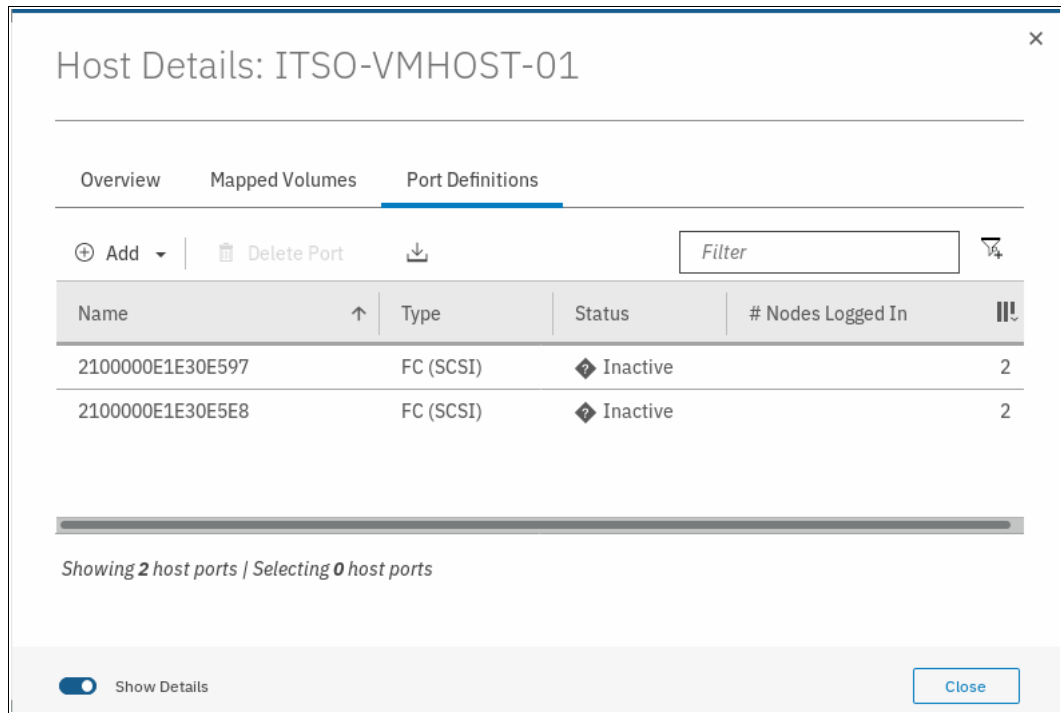 Host Details: ITSO-VMHOST-01
Overview Mapped Volumes Port Definitions
Add Delete Port Filter
Name Type Status # Nodes Logged In
2100000E1E30E597 FC (SCSI) Inactive 2
2100000E1E30E5E8 FC (SCSI) Inactive 2
Showing 2 host ports | Selecting 0 host ports
Show Details Close